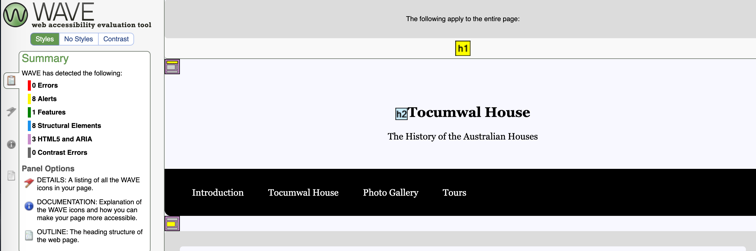 WAVE
web accessibility evaluation tool
Styles No Styles Contrast
Summary
WAVE has detected the following:
0 Errors
8 Alerts
1 Features
8 Structural Elements
3 HTML5 and ARIA
0 Contrast Errors
Panel Options
DETAILS: A listing of all the WAVE
icons in your page.
DOCUMENTATION: Explanation of
the WAVE icons and how you can
make your page more accessible.
OUTLINE: The heading structure of
the web page.
The following apply to the entire page:
h1
h2 Tocumwal House
The History of the Australian Houses
Introduction Tocumwal House Photo Gallery Tours